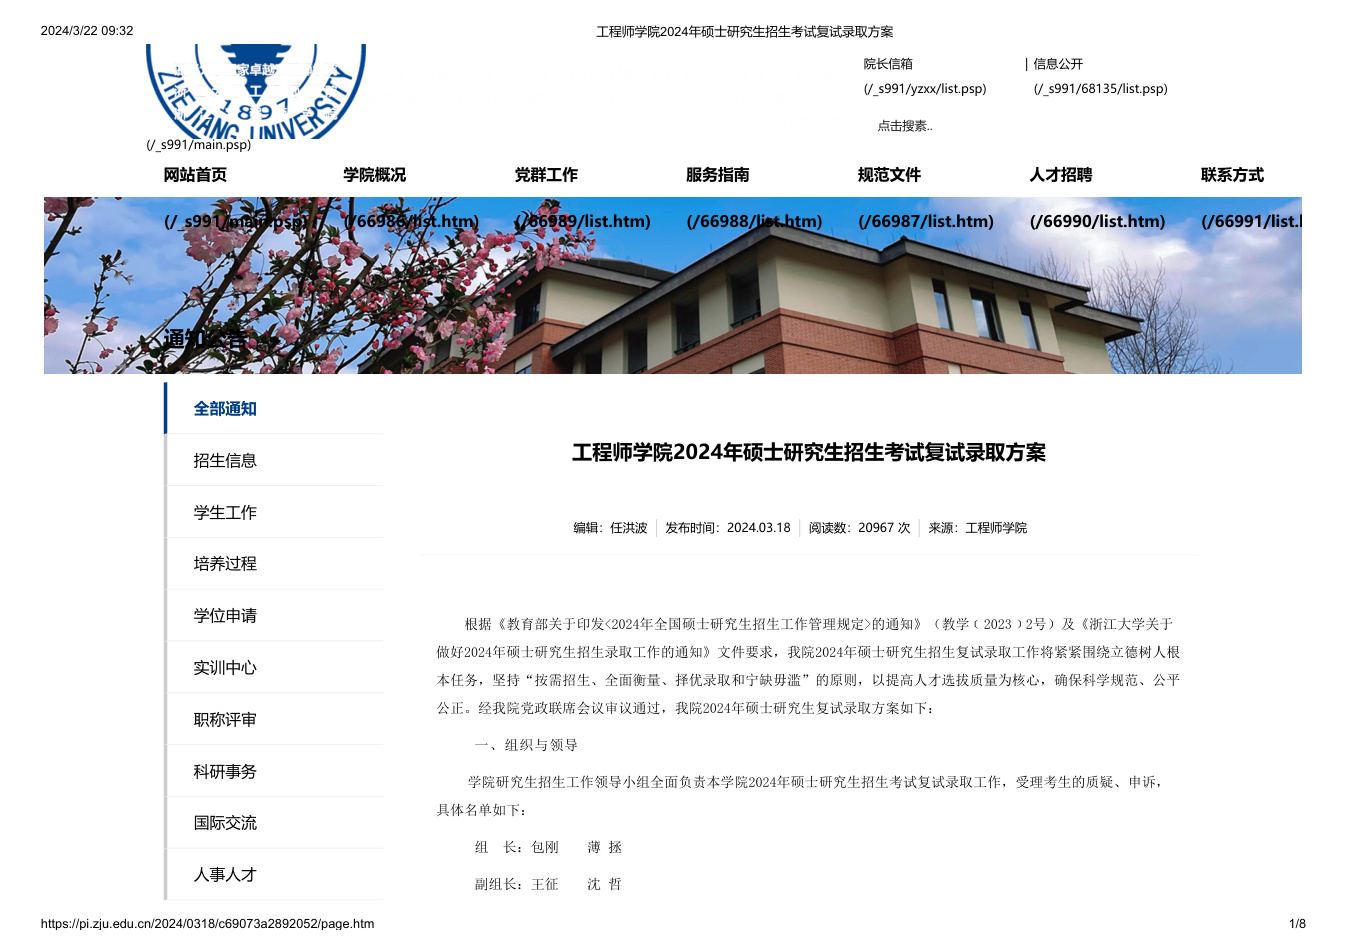 2024/3/22 09:32
工程师学院2024年硕士研究生招生考试复试录取方案
家卓越
工
1897
ZHEJIANG UNIVERSITY
(/_s991/main.psp)
院长信箱
(/_s991/yzxx/list.psp)
| 信息公开
(/_s991/68135/list.psp)
点击搜素..
网站首页 学院概况 党群工作 服务指南 规范文件 人才招聘 联系方式
(/_s991/main.psp) (/66986/list.htm) (/66989/list.htm) (/66988/list.htm) (/66987/list.htm) (/66990/list.htm) (/66991/list.
通知公告
全部通知
招生信息
学生工作
培养过程
学位申请
实训中心
职称评审
科研事务
国际交流
人事人才
工程师学院2024年硕士研究生招生考试复试录取方案
编辑：任洪波 发布时间：2024.03.18 阅读数：20967 次 来源：工程师学院
根据《教育部关于印发<2024年全国硕士研究生招生工作管理规定>的通知》（教学﹝2023﹞2号）及《浙江大学关于
做好2024年硕士研究生招生录取工作的通知》文件要求，我院2024年硕士研究生招生复试录取工作将紧紧围绕立德树人根
本任务，坚持“按需招生、全面衡量、择优录取和宁缺毋滥”的原则，以提高人才选拔质量为核心，确保科学规范、公平
公正。经我院党政联席会议审议通过，我院2024年硕士研究生复试录取方案如下：
一、组织与领导
学院研究生招生工作领导小组全面负责本学院2024年硕士研究生招生考试复试录取工作，受理考生的质疑、申诉，
具体名单如下：
组 长：包刚 薄 拯
副组长：王征 沈 哲
https://pi.zju.edu.cn/2024/0318/c69073a2892052/page.htm
1/8